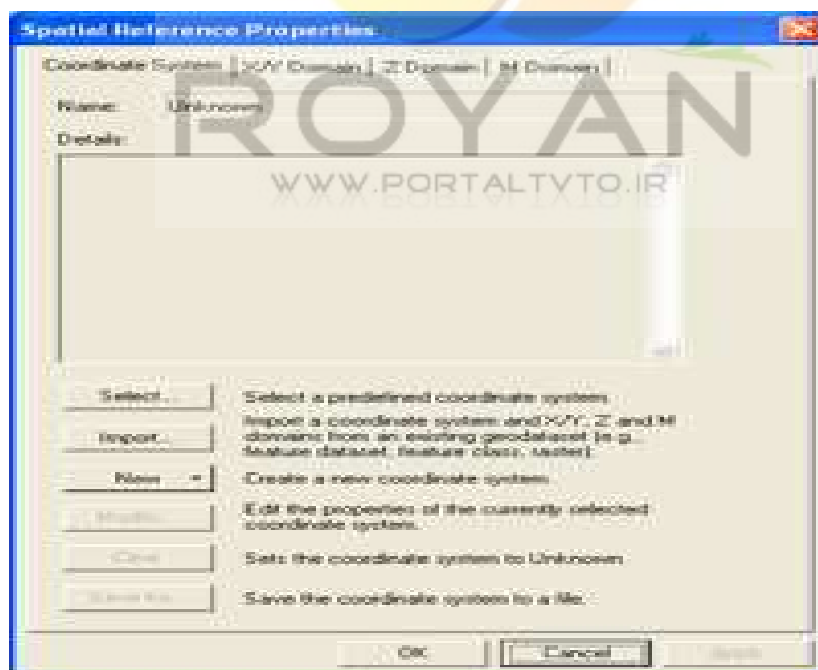 Spatial Reference Properties
Coordinate System X/Y Domain Z Domain M Domain
Name: Unknown
Details:
ROYAN
WWW.PORTALTVTO.IR
Select... Select a predefined coordinate system.
Import... Import a coordinate system and X/Y, Z and M
domains from an existing geodataset (e.g.,
feature dataset, feature class, raster).
New Create a new coordinate system.
Modify... Edit the properties of the currently selected
coordinate system.
Clear Sets the coordinate system to Unknown.
Save As... Save the coordinate system to a file.
OK Cancel Apply